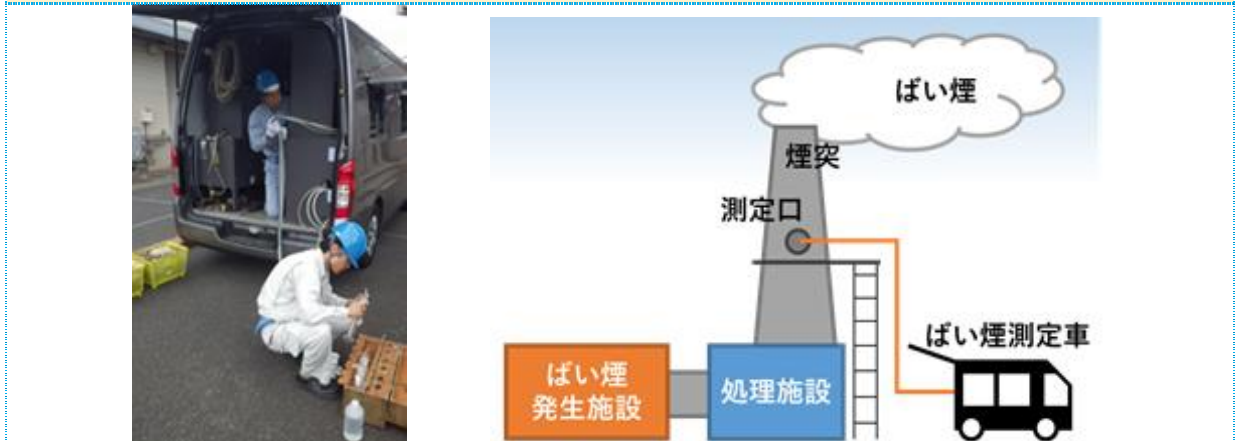 ばい煙
煙突
測定口
ばい煙測定車
ばい煙
発生施設
処理施設